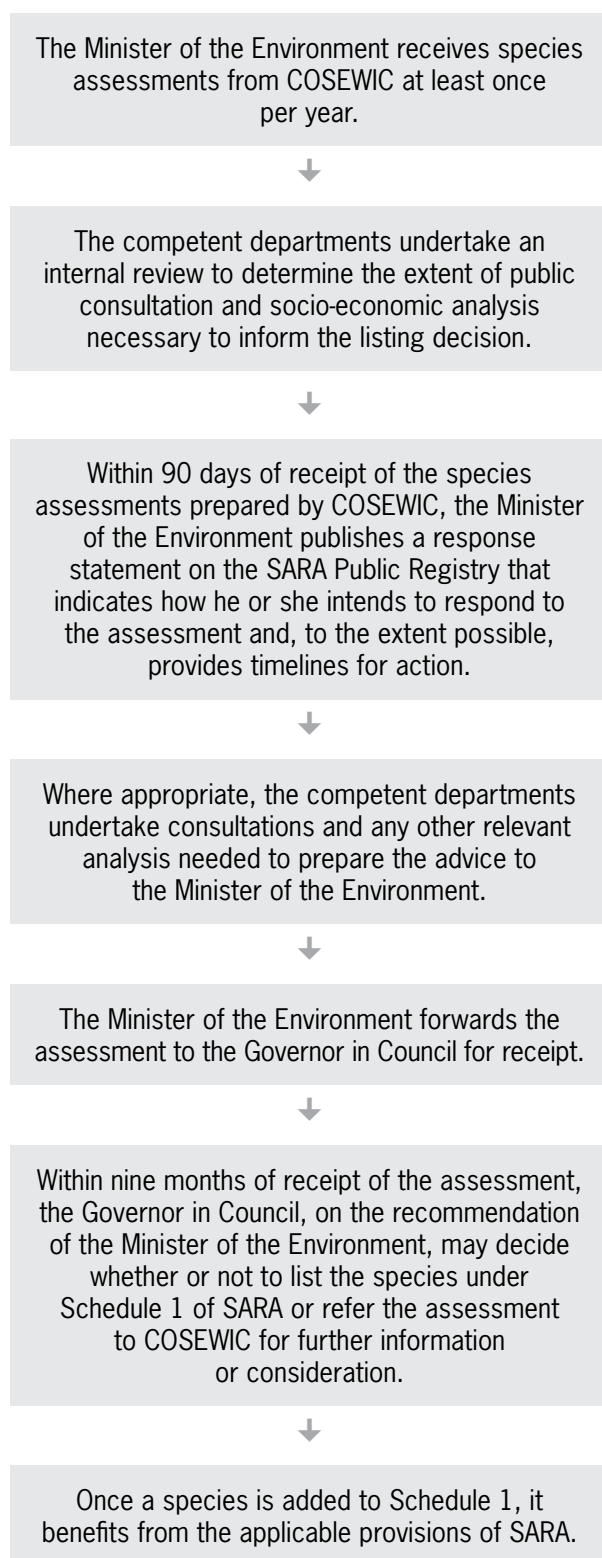 The Minister of the Environment receives species
assessments from COSEWIC at least once
per year.
The competent departments undertake an
internal review to determine the extent of public
consultation and socio-economic analysis
necessary to inform the listing decision.
Within 90 days of receipt of the species
assessments prepared by COSEWIC, the Minister
of the Environment publishes a response
statement on the SARA Public Registry that
indicates how he or she intends to respond to
the assessment and, to the extent possible,
provides timelines for action.
Where appropriate, the competent departments
undertake consultations and any other relevant
analysis needed to prepare the advice to
the Minister of the Environment.
The Minister of the Environment forwards the
assessment to the Governor in Council for receipt.
Within nine months of receipt of the assessment,
the Governor in Council, on the recommendation
of the Minister of the Environment, may decide
whether or not to list the species under
Schedule 1 of SARA or refer the assessment
to COSEWIC for further information
or consideration.
Once a species is added to Schedule 1, it
benefits from the applicable provisions of SARA.